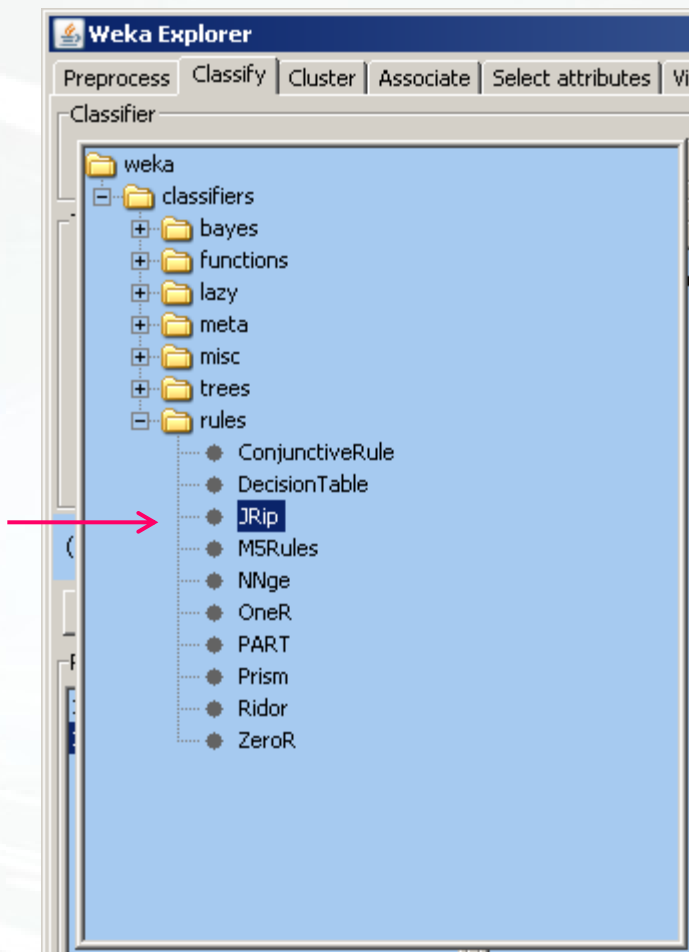 Weka Explorer
Preprocess Classify Cluster Associate Select attributes
Classifier
weka
classifiers
bayes
functions
lazy
meta
misc
trees
rules
ConjunctiveRule
DecisionTable
JRip
M5Rules
NNge
OneR
PART
Prism
Ridor
ZeroR